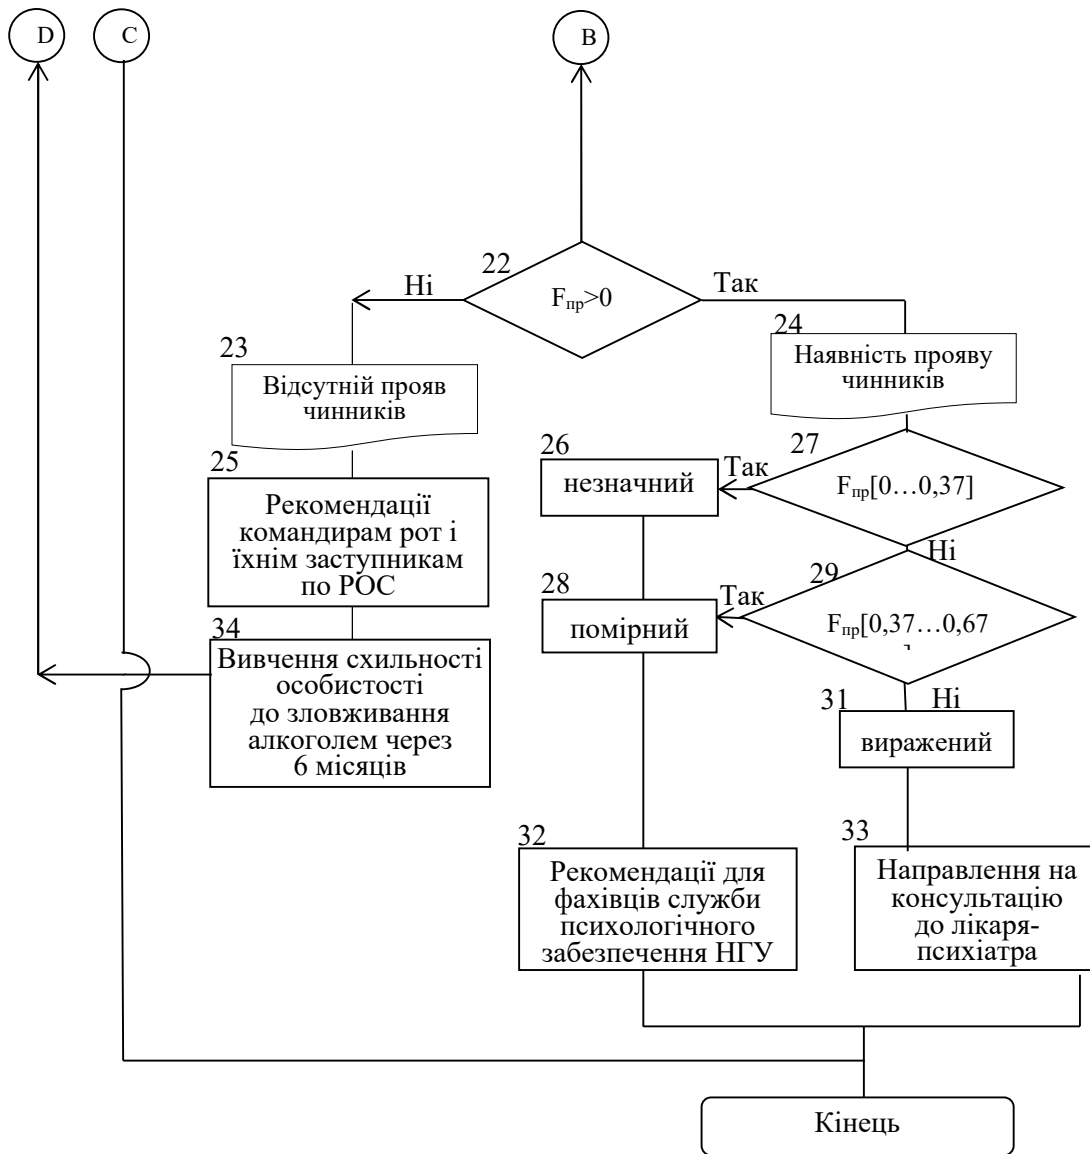 D
C
B
22
Ні
Так
Fпр>0
23
Відсутній прояв
чинників
24
Наявність прояву
чинників
25
Рекомендації
командирам рот і
їхнім заступникам
по РОС
26
незначний
Так
27
Fпр[0…0,37]
Ні
28
помірний
Так
29
Fпр[0,37…0,67
]
34
Вивчення схильності
особистості
до зловживання
алкоголем через
6 місяців
31
Ні
виражений
32
Рекомендації для
фахівців служби
психологічного
забезпечення НГУ
33
Направлення на
консультацію
до лікаря-
психіатра
Кінець